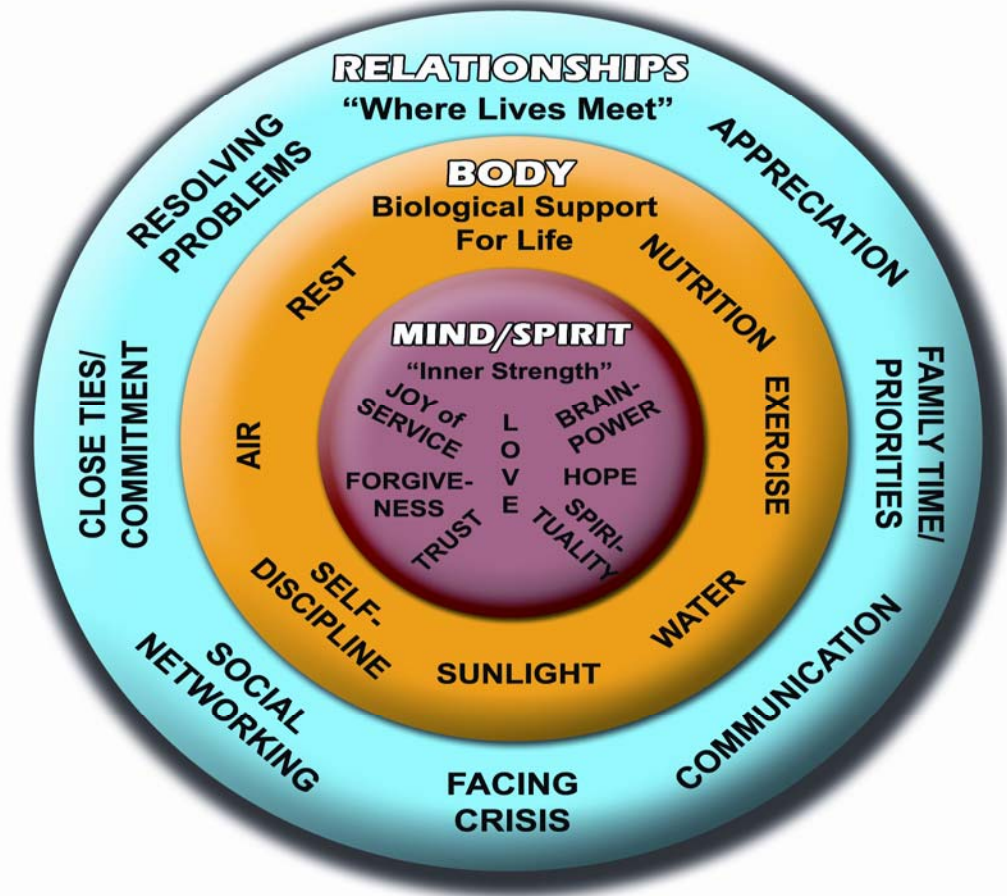 RELATIONSHIPS
“Where Lives Meet”
APPRECIATION
FAMILY TIME/
PRIORITIES
COMMUNICATION
FACING
CRISIS
SOCIAL
NETWORKING
CLOSE TIES/
COMMITMENT
RESOLVING
PROBLEMS
BODY
Biological Support
For Life
NUTRITION
EXERCISE
WATER
SUNLIGHT
SELF-
DISCIPLINE
AIR
REST
MIND/SPIRIT
“Inner Strength”
JOY of
SERVICE
FORGIVE-
NESS
TRUST
LOVE
BRAIN-
POWER
HOPE
SPIRI-
TUALITY